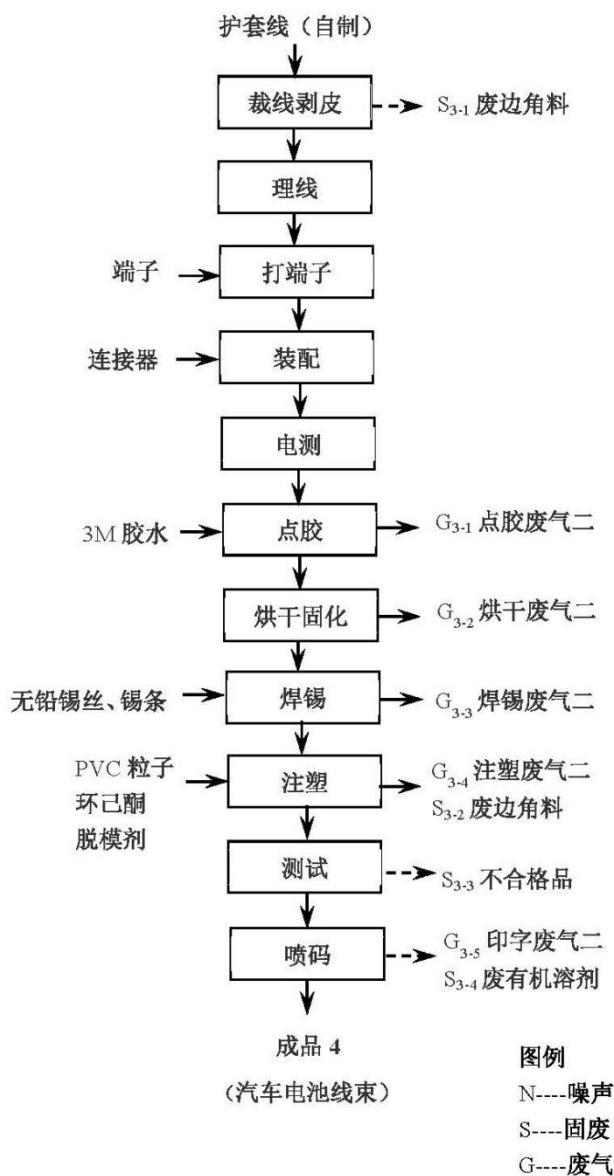 护套线（自制）
裁线剥皮
S3-1 废边角料
理线
端子
打端子
连接器
装配
电测
3M 胶水
点胶
G3-1 点胶废气二
烘干固化
G3-2 烘干废气二
无铅锡丝、锡条
焊锡
G3-3 焊锡废气二
PVC 粒子
环己酮
脱模剂
注塑
G3-4 注塑废气二
S3-2 废边角料
测试
S3-3 不合格品
喷码
G3-5 印字废气二
S3-4 废有机溶剂
成品 4
（汽车电池线束）
图例
N----噪声
S----固废
G----废气